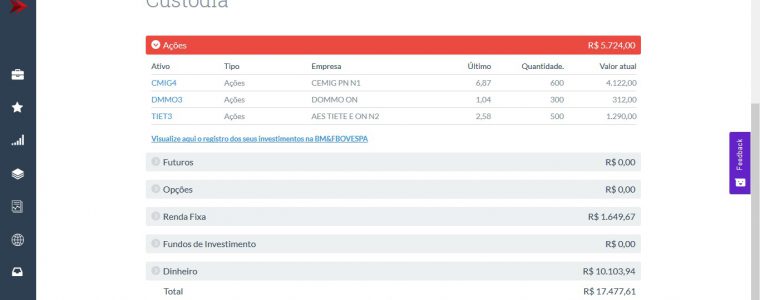 Custódia
Ações R$ 5.724,00
Ativo Tipo Empresa Último Quantidade. Valor atual
CMIG4 Ações CEMIG PN N1 6,87 600 4.122,00
DMMO3 Ações DOMMO ON 1,04 300 312,00
TIET3 Ações AES TIETE E ON N2 2,58 500 1.290,00
Visualize aqui o registro dos seus investimentos na BM&FBOVESPA
Futuros R$ 0,00
Opções R$ 0,00
Renda Fixa R$ 1.649,67
Fundos de Investimento R$ 0,00
Dinheiro R$ 10.103,94
Total R$ 17.477,61
Feedback